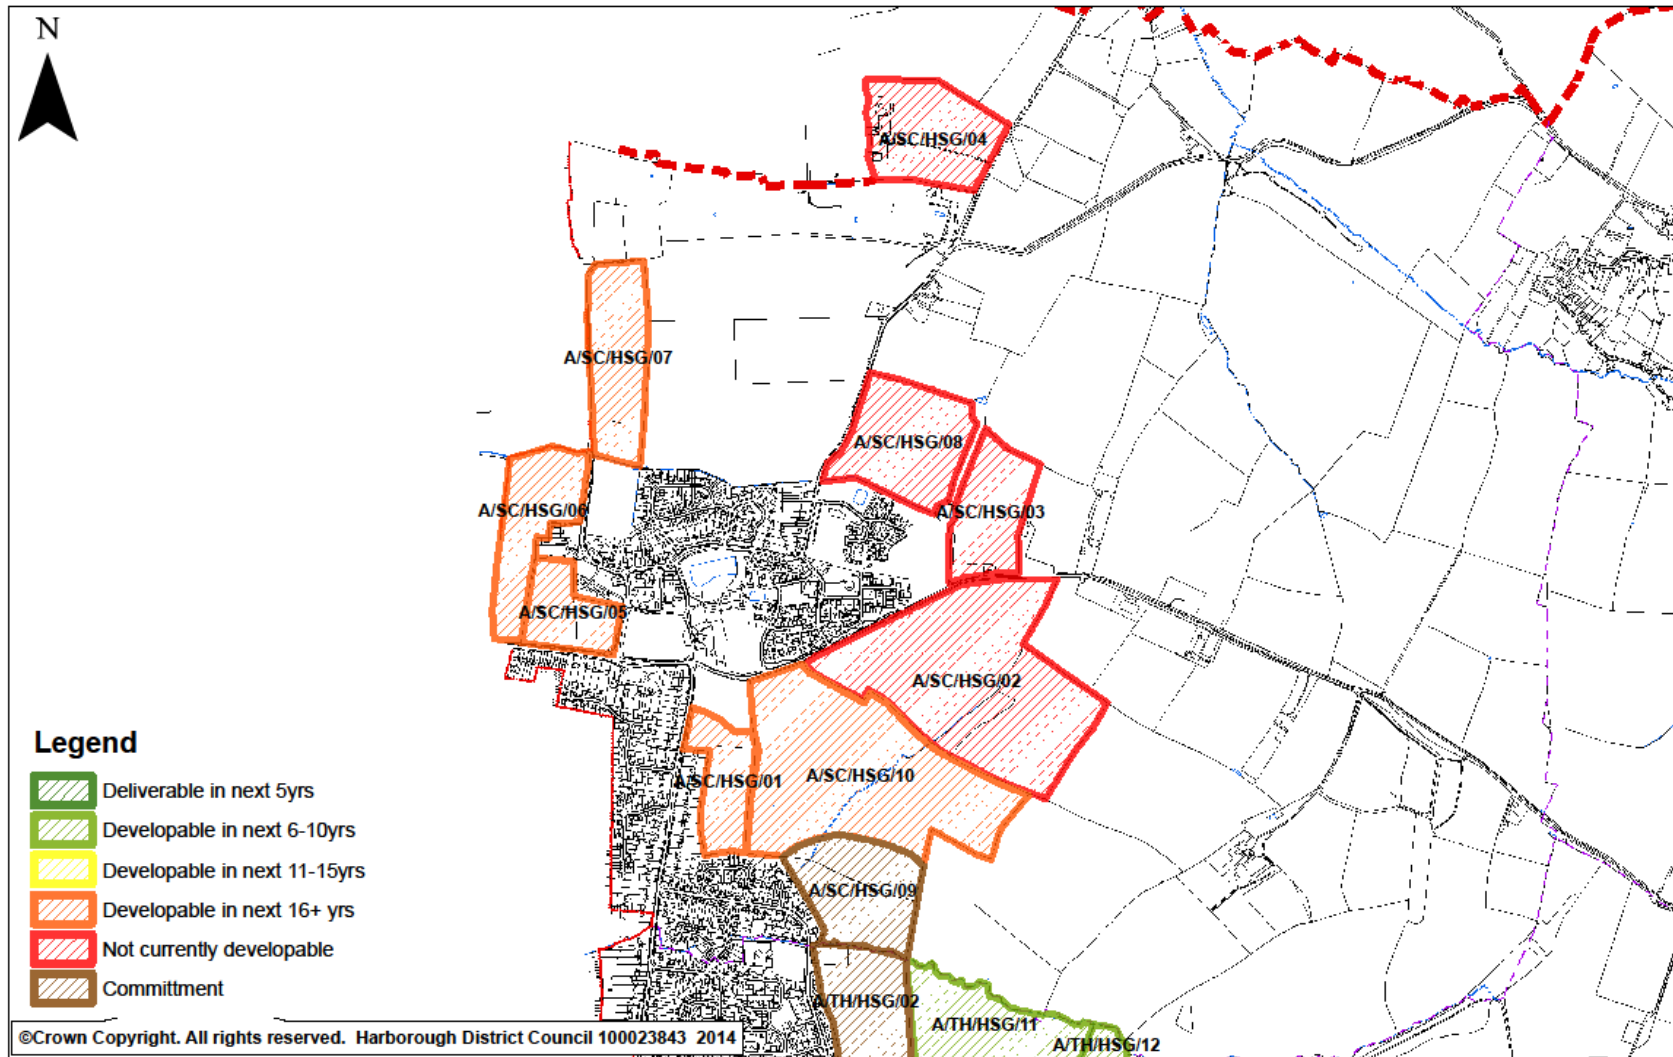 N
A/SC/HSG/04
A/SC/HSG/07
A/SC/HSG/08
A/SC/HSG/06
A/SC/HSG/03
A/SC/HSG/05
A/SC/HSG/02
A/SC/HSG/01
A/SC/HSG/10
A/SC/HSG/09
A/TH/HSG/02
A/TH/HSG/11
A/TH/HSG/12
Legend
Deliverable in next 5yrs
Developable in next 6-10yrs
Developable in next 11-15yrs
Developable in next 16+ yrs
Not currently developable
Committment
©Crown Copyright. All rights reserved. Harborough District Council 100023843 2014